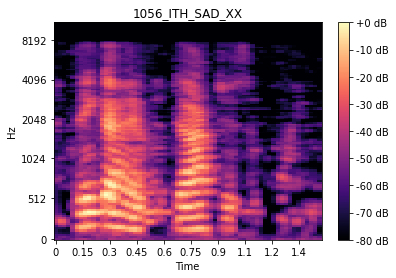 1056_ITH_SAD_XX
+0 dB
8192
-10 dB
4096
-20 dB
-30 dB
2048
Hz
-40 dB
1024
-50 dB
512
-60 dB
-70 dB
0
-80 dB
0 0.15 0.3 0.45 0.6 0.75 0.9 1.1 1.2 1.4
Time